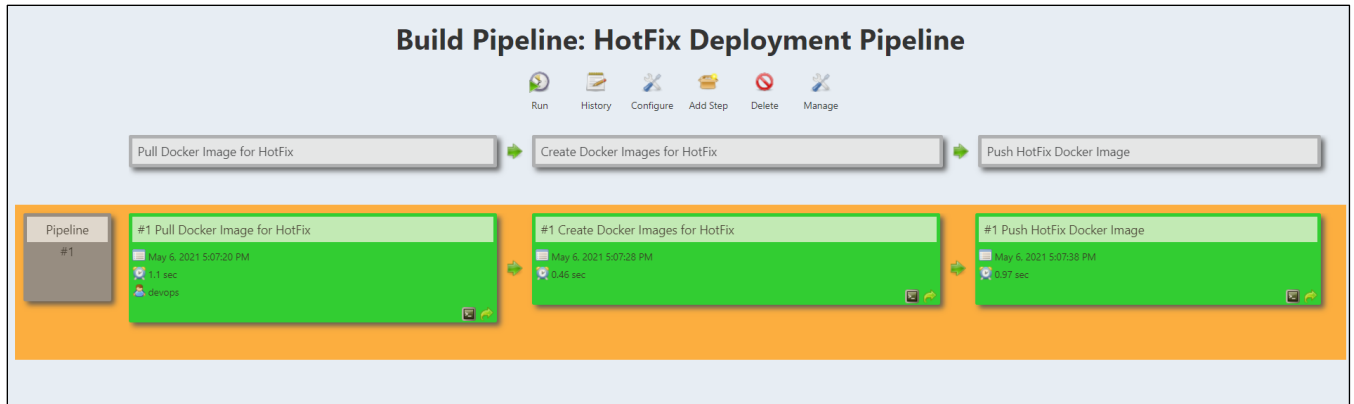 Build Pipeline: HotFix Deployment Pipeline
Run History Configure Add Step Delete Manage
Pull Docker Image for HotFix
Create Docker Images for HotFix
Push HotFix Docker Image
Pipeline
#1
#1 Pull Docker Image for HotFix
May 6, 2021 5:07:20 PM
1.1 sec
devops
#1 Create Docker Images for HotFix
May 6, 2021 5:07:28 PM
0.46 sec
#1 Push HotFix Docker Image
May 6, 2021 5:07:38 PM
0.97 sec